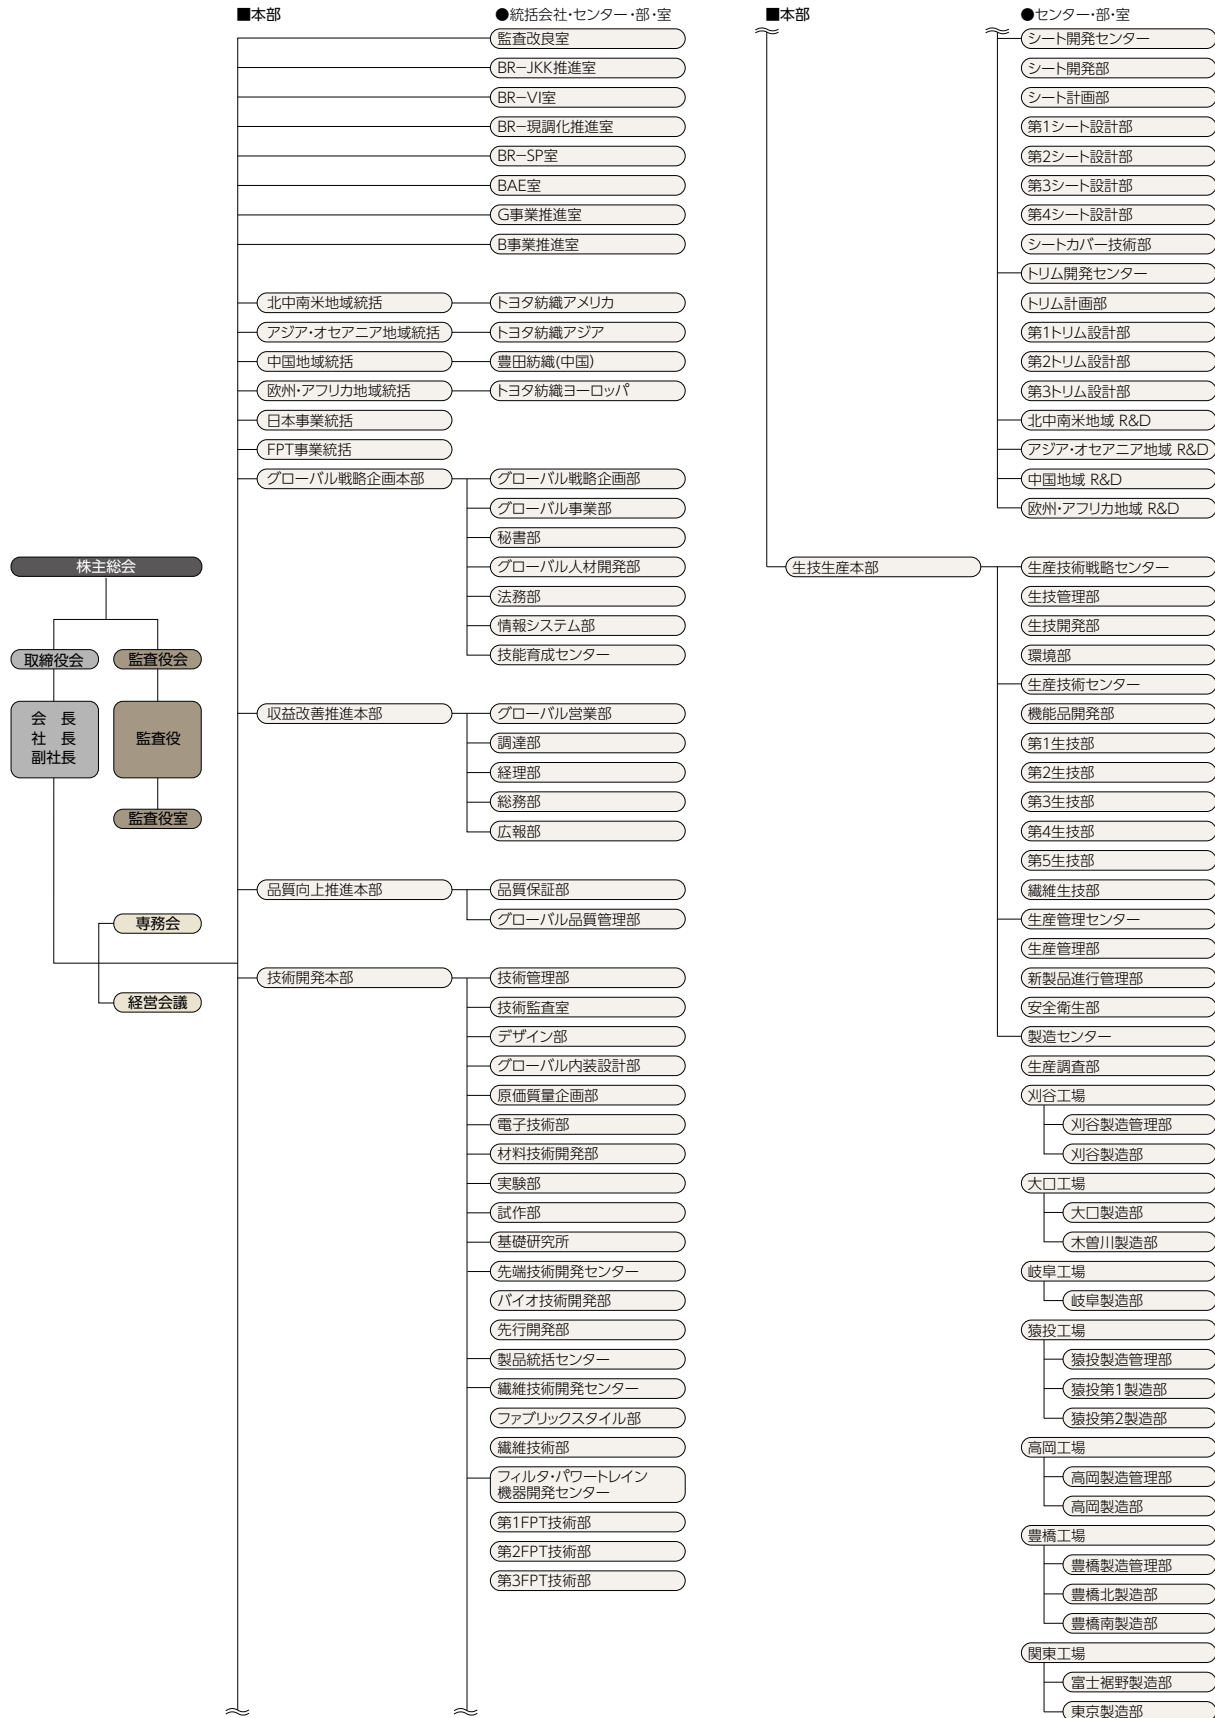 ■本部
●統括会社・センター・部・室
監査改良室
BR−JKK推進室
BR−VI室
BR−現調化推進室
BR−SP室
BAE室
G事業推進室
B事業推進室
北中南米地域統括
トヨタ紡織アメリカ
アジア・オセアニア地域統括
トヨタ紡織アジア
中国地域統括
豊田紡織(中国)
欧州・アフリカ地域統括
トヨタ紡織ヨーロッパ
日本事業統括
FPT事業統括
グローバル戦略企画本部
グローバル戦略企画部
グローバル事業部
秘書部
グローバル人材開発部
法務部
情報システム部
技能育成センター
株主総会
取締役会
監査役会
会 長
社 長
副社長
監査役
監査役室
収益改善推進本部
グローバル営業部
調達部
経理部
総務部
広報部
品質向上推進本部
品質保証部
グローバル品質管理部
専務会
経営会議
技術開発本部
技術管理部
技術監査室
デザイン部
グローバル内装設計部
原価質量企画部
電子技術部
材料技術開発部
実験部
試作部
基礎研究所
先端技術開発センター
バイオ技術開発部
先行開発部
製品統括センター
繊維技術開発センター
ファブリックスタイル部
繊維技術部
フィルタ・パワートレイン
機器開発センター
第1FPT技術部
第2FPT技術部
第3FPT技術部
■本部
●センター・部・室
シート開発センター
シート開発部
シート計画部
第1シート設計部
第2シート設計部
第3シート設計部
第4シート設計部
シートカバー技術部
トリム開発センター
トリム計画部
第1トリム設計部
第2トリム設計部
第3トリム設計部
北中南米地域 R&D
アジア・オセアニア地域 R&D
中国地域 R&D
欧州・アフリカ地域 R&D
生技生産本部
生産技術戦略センター
生技管理部
生技開発部
環境部
生産技術センター
機能品開発部
第1生技部
第2生技部
第3生技部
第4生技部
第5生技部
繊維生技部
生産管理センター
生産管理部
新製品進行管理部
安全衛生部
製造センター
生産調査部
刈谷工場
刈谷製造管理部
刈谷製造部
大口工場
大口製造部
木曽川製造部
岐阜工場
岐阜製造部
猿投工場
猿投製造管理部
猿投第1製造部
猿投第2製造部
高岡工場
高岡製造管理部
高岡製造部
豊橋工場
豊橋製造管理部
豊橋北製造部
豊橋南製造部
関東工場
富士裾野製造部
東京製造部